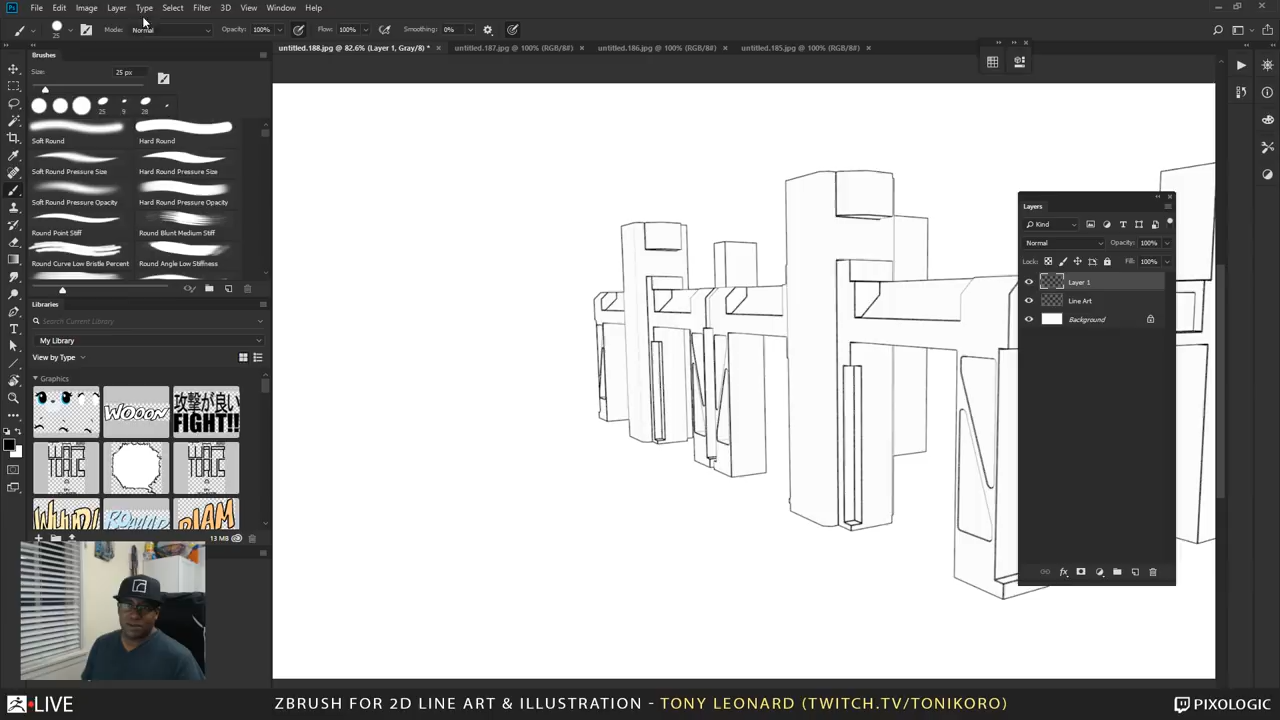 Ps File Edit Image Layer Type Select Filter 3D View Window Help
25 Mode: Normal Opacity: 100% Flow: 100% Smoothing: 0%
untitled.188.jpg @ 82.6% (Layer 1, Gray/8) * untitled.187.jpg @ 100% (RGB/8#) untitled.186.jpg @ 100% (RGB/8#) untitled.185.jpg @ 100% (RGB/8#)
Brushes
Size: 25 px
25 9 28
Soft Round Hard Round
Soft Round Pressure Size Hard Round Pressure Size
Soft Round Pressure Opacity Hard Round Pressure Opacity
Round Point Stiff Round Blunt Medium Stiff
Round Curve Low Bristle Percent Round Angle Low Stiffness
Libraries
Search Current Library
My Library
View by Type
Graphics
WOOON
攻撃が良い
FIGHT!!
13 MB
Layers
Kind
Normal Opacity: 100%
Lock: Fill: 100%
Layer 1
Line Art
Background
fx
LIVE ZBRUSH FOR 2D LINE ART & ILLUSTRATION - TONY LEONARD (TWITCH.TV/TONIKORO) PIXOLOGIC